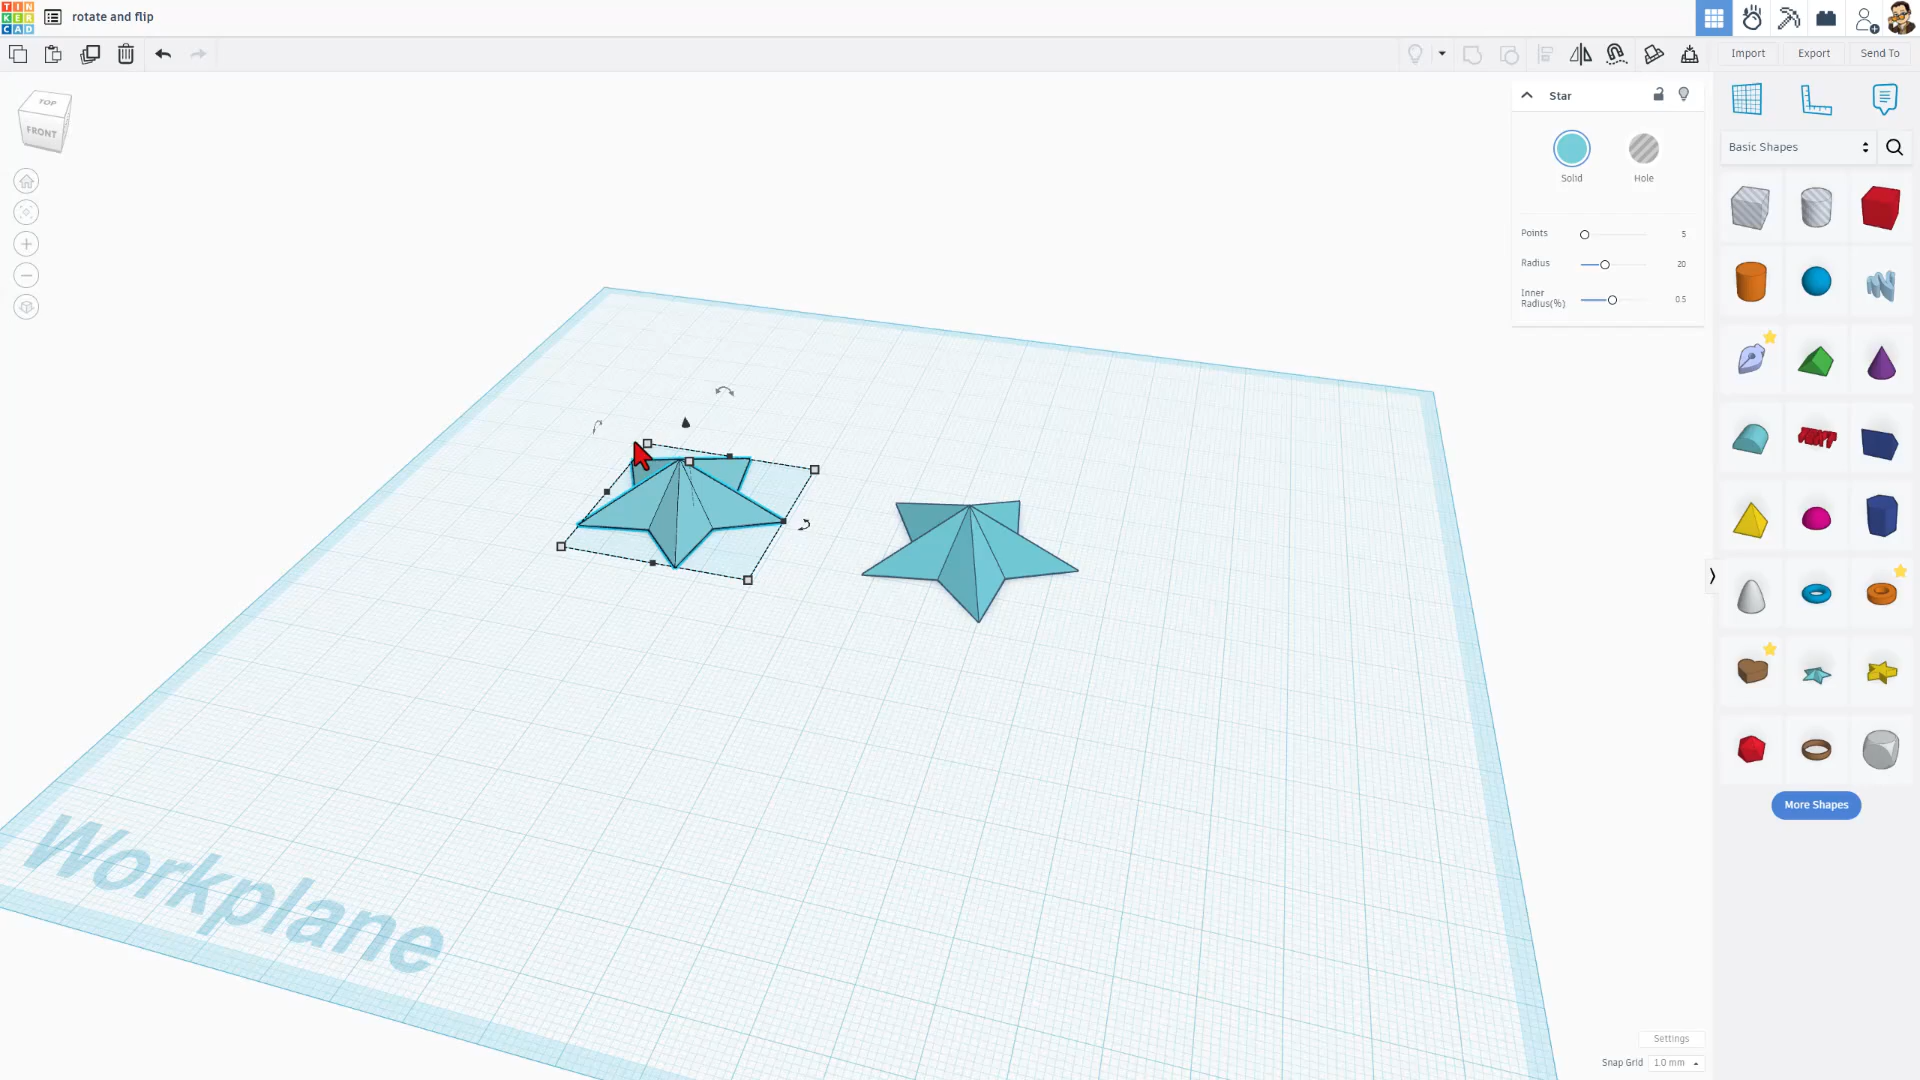 TIN
KER
CAD
rotate and flip
Import
Export
Send To
TOP
FRONT
Star
Solid
Hole
Points
5
Radius
20
Inner
Radius(%)
0.5
Basic Shapes
More Shapes
Workplane
Settings
Snap Grid
1.0 mm